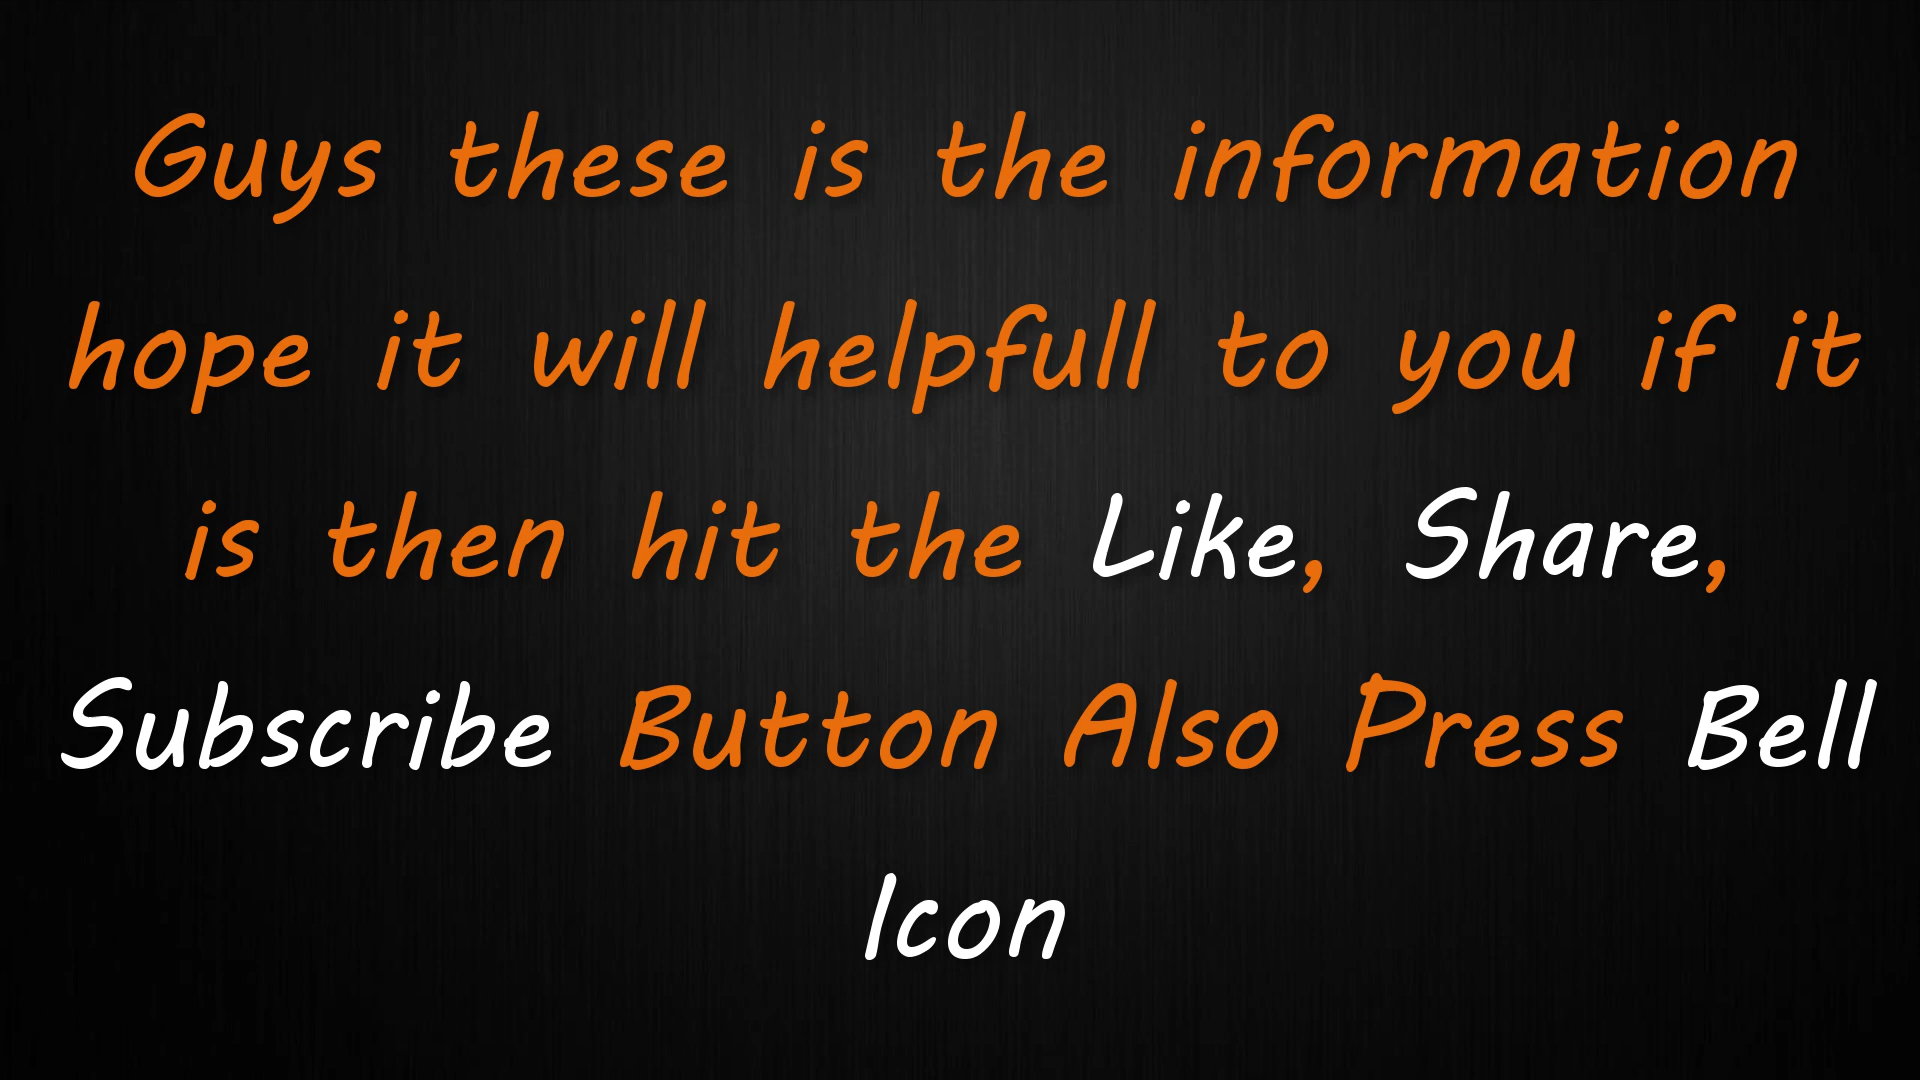 Guys these is the information
hope it will helpfull to you if it
is then hit the Like, Share,
Subscribe Button Also Press Bell
Icon